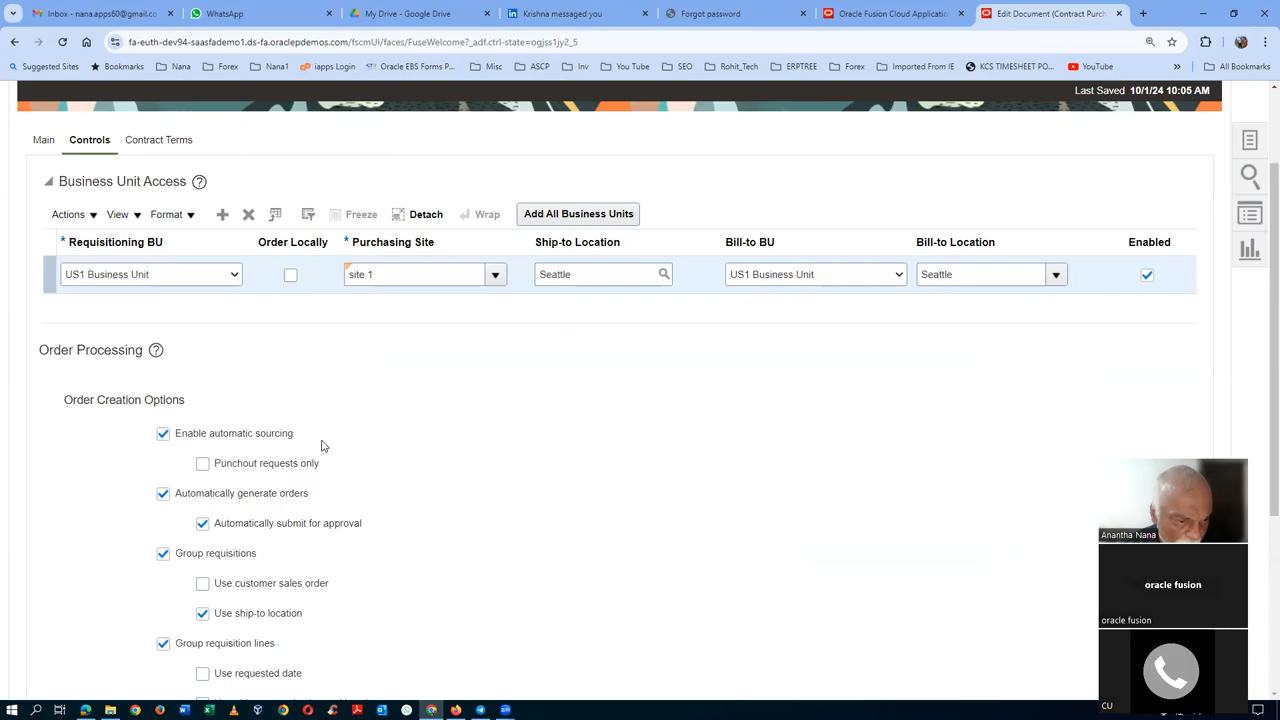 Inbox - nana.apps60@gmail.co
WhatsApp
My Drive - Google Drive
Krishna messaged you
Forgot password
Oracle Fusion Cloud Application
Edit Document (Contract Purch
fa-euth-dev94-saasfademo1.ds-fa.oraclepdemos.com/fscmUI/faces/FuseWelcome?_adf.ctrl-state=ogjss1jy2_5
Suggested Sites
Bookmarks
Nana
Forex
Nana1
iapps Login
Oracle EBS Forms P...
Misc
ASCP
Inv
You Tube
SEO
Rohit_Tech
ERPTREE
Forex
Imported From IE
KCS TIMESHEET PO...
YouTube
»
All Bookmarks
Last Saved 10/1/24 10:05 AM
Main
Controls
Contract Terms
Business Unit Access
Actions
View
Format
Freeze
Detach
Wrap
Add All Business Units
* Requisitioning BU
Order Locally
* Purchasing Site
Ship-to Location
Bill-to BU
Bill-to Location
Enabled
US1 Business Unit
site 1
Seattle
US1 Business Unit
Seattle
Order Processing
Order Creation Options
Enable automatic sourcing
Punchout requests only
Automatically generate orders
Automatically submit for approval
Group requisitions
Use customer sales order
Use ship-to location
Group requisition lines
Use requested date
Anantha Nana
oracle fusion
oracle fusion
CU